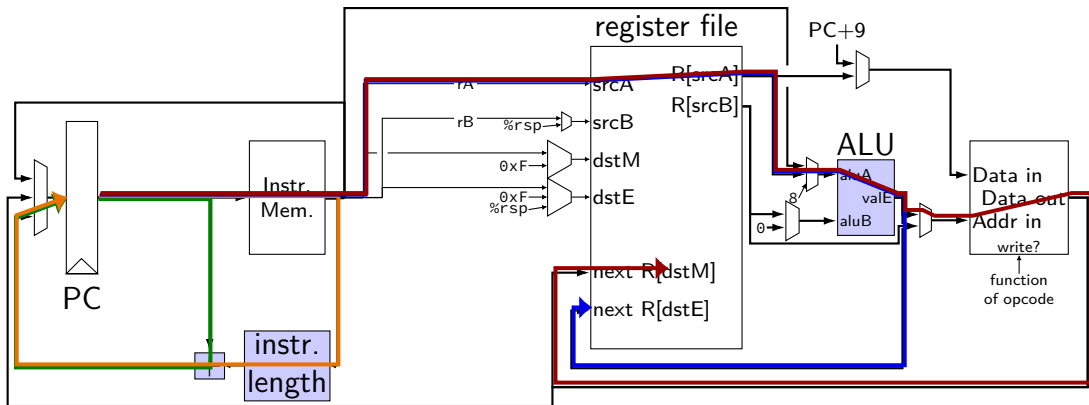 register file
PC+9
rA
srcA
R[srcA]
R[srcB]
rB
%rsp
srcB
0xF
dstM
0xF
%rsp
dstE
ALU
aluA
valE
aluB
8
0
Instr.
Mem.
Data in
Data out
Addr in
write?
function
of opcode
PC
next R[dstM]
next R[dstE]
instr.
length
+